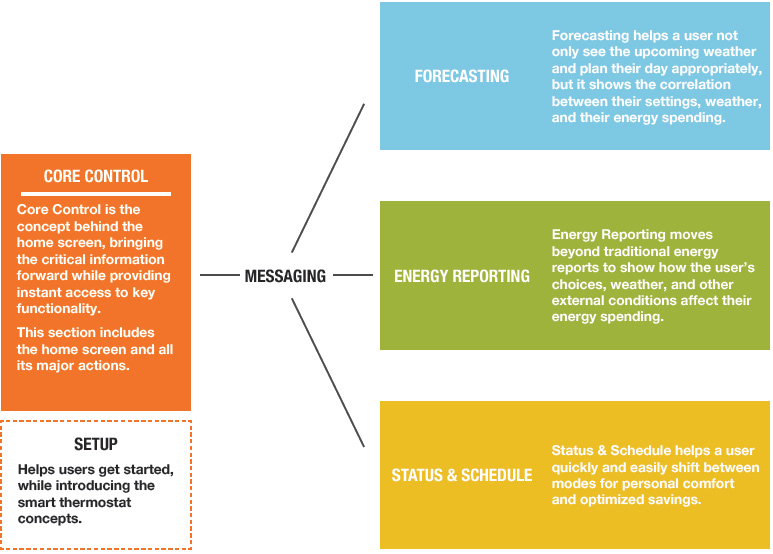 CORE CONTROL
Core Control is the
concept behind the
home screen, bringing
the critical information
forward while providing
instant access to key
functionality.
This section includes
the home screen and all
its major actions.
SETUP
Helps users get started,
while introducing the
smart thermostat
concepts.
MESSAGING
FORECASTING
Forecasting helps a user not
only see the upcoming weather
and plan their day appropriately,
but it shows the correlation
between their settings, weather,
and their energy spending.
ENERGY REPORTING
Energy Reporting moves
beyond traditional energy
reports to show how the user’s
choices, weather, and other
external conditions affect their
energy spending.
STATUS & SCHEDULE
Status & Schedule helps a user
quickly and easily shift between
modes for personal comfort
and optimized savings.